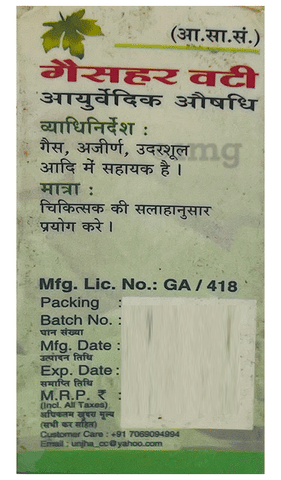 (आ.सा.सं.)
गैसहर वटी
आयुर्वेदिक औषधि
व्याधिनिर्देश :
गैस, अजीर्ण, उदरशूल
आदि में सहायक है ।
मात्रा :
चिकित्सक की सलाहानुसार
प्रयोग करे ।
Mfg. Lic. No.: GA / 418
Packing :
Batch No. :
घान संख्या
Mfg. Date :
उत्पादन तिथि
Exp. Date :
समाप्ति तिथि
M.R.P. ₹ :
(Incl. All Taxes)
अधिकतम खुदरा मूल्य
(सभी कर सहित)
Customer Care : +91 7069094994
Email : unjha_cc@yahoo.com